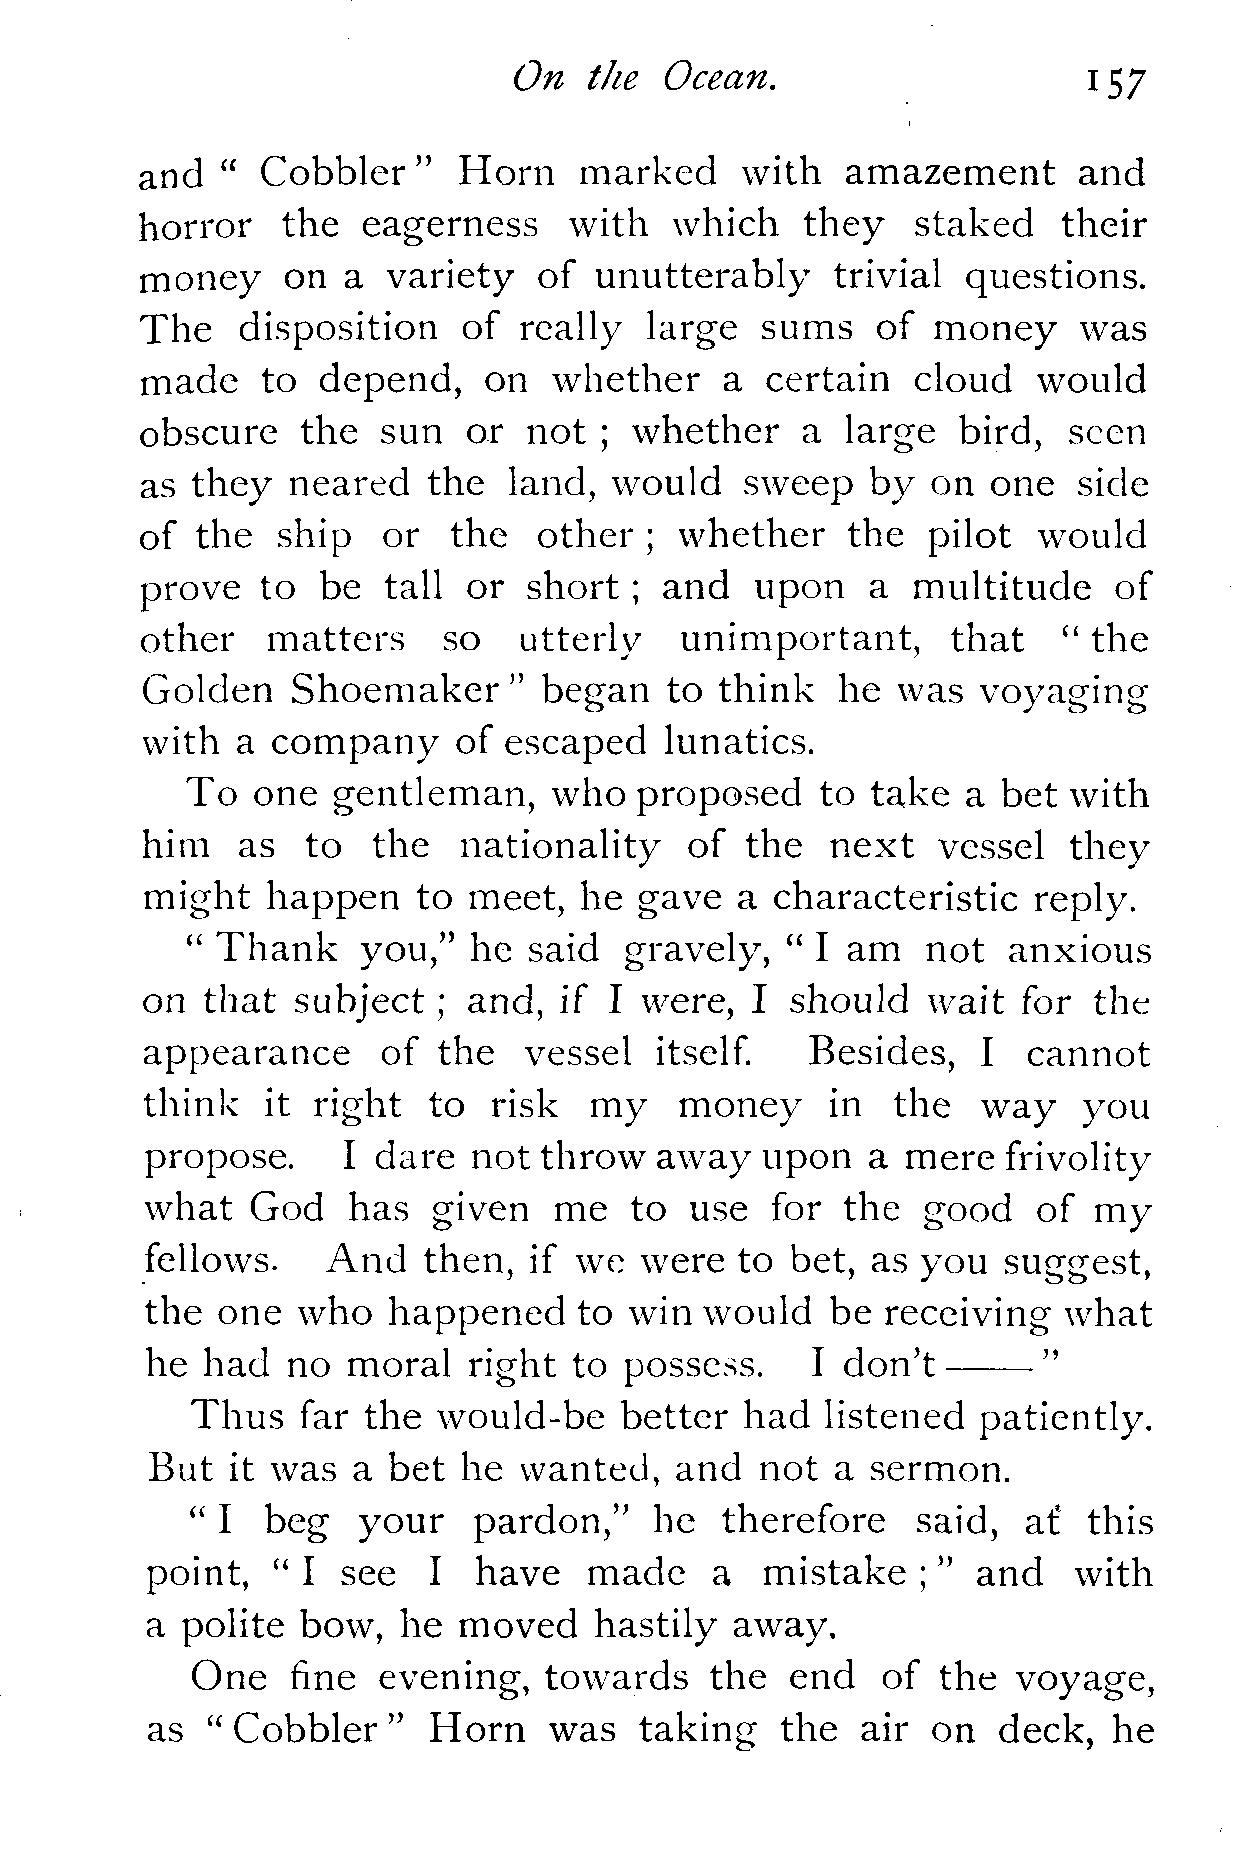 On the Ocean. 157
and " Cobbler" Horn marked with amazement and
horror the eagerness with which they staked their
money on a variety of unutterably trivial questions.
The disposition of really large sums of money was
made to depend, on whether a certain cloud would
obscure the sun or not ; whether a large bird, seen
as they neared the land, would sweep by on one side
of the ship or the other ; whether the pilot would
prove to be tall or short ; and upon a multitude of
other matters so utterly unimportant, that " the
Golden Shoemaker" began to think he was voyaging
with a company of escaped lunatics.
To one gentleman, who proposed to take a bet with
him as to the nationality of the next vessel they
might happen to meet, he gave a characteristic reply.
" Thank you," he said gravely, " I am not anxious
on that subject ; and, if I were, I should wait for the
appearance of the vessel itself. Besides, I cannot
think it right to risk my money in the way you
propose. I dare not throw away upon a mere frivolity
what God has given me to use for the good of my
fellows. And then, if we were to bet, as you suggest,
the one who happened to win would be receiving what
he had no moral right to possess. I don't ——"
Thus far the would-be better had listened patiently.
But it was a bet he wanted, and not a sermon.
" I beg your pardon," he therefore said, at this
point, " I see I have made a mistake ; " and with
a polite bow, he moved hastily away.
One fine evening, towards the end of the voyage,
as " Cobbler" Horn was taking the air on deck, he